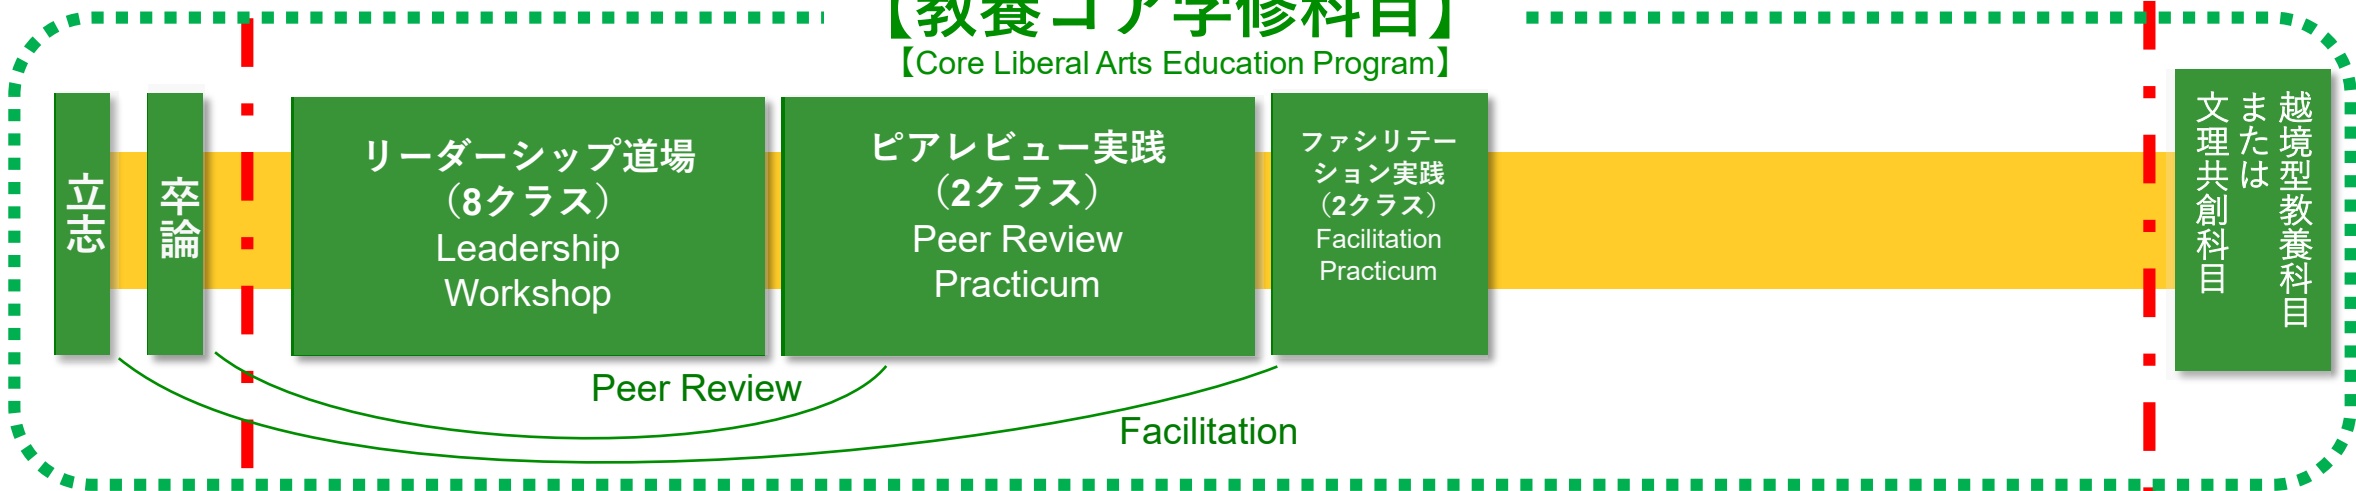 【教養コア学修科目】
【Core Liberal Arts Education Program】
立志
卒論
リーダーシップ道場
（8クラス）
Leadership
Workshop
ピアレビュー実践
（2クラス）
Peer Review
Practicum
ファシリテー
ション実践
（2クラス）
Facilitation
Practicum
越境型教養科目
または
文理共創科目
Peer Review
Facilitation